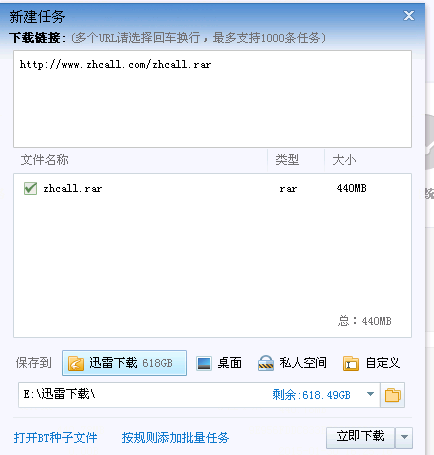 新建任务
下载链接:(多个URL请选择回车换行，最多支持1000条任务)
http://www.zhcall.com/zhcall.rar
文件名称 类型 大小
zhcall.rar rar 440MB
总：440MB
保存到 迅雷下载 618GB 桌面 私人空间 自定义
E:\迅雷下载\ 剩余:618.49GB
打开BT种子文件 按规则添加批量任务 立即下载